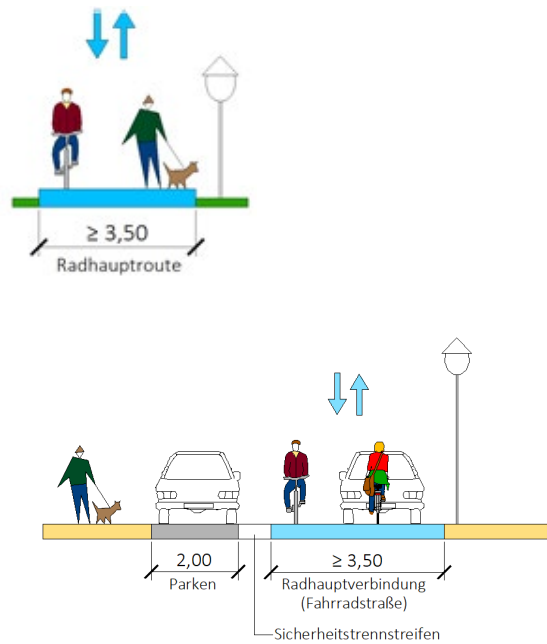 ≥ 3,50
Radhauptroute
2,00
Parken
≥ 3,50
Radhauptverbindung
(Fahrradstraße)
Sicherheitstrennstreifen